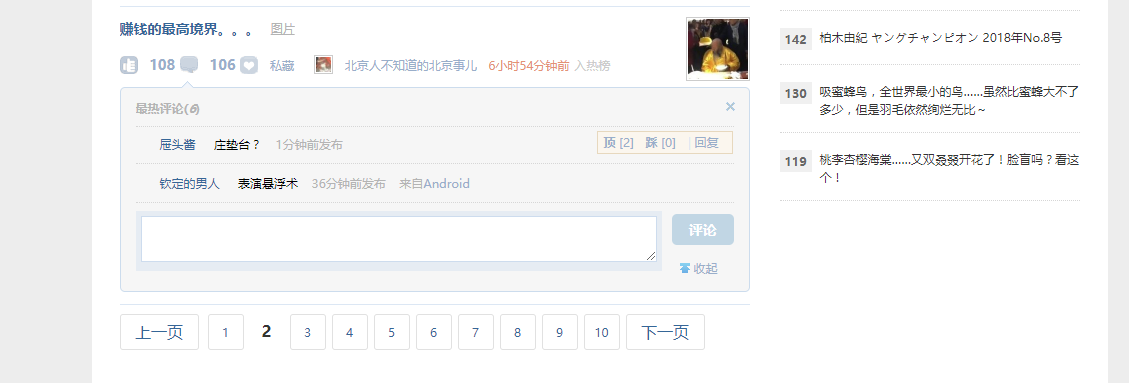 赚钱的最高境界。。。 图片
108 106 私藏 北京人不知道的北京事儿 6小时54分钟前 入热榜
最热评论(6) ×
屉头酱 庄垫台？ 1分钟前发布 顶 [2] 踩 [0] 回复
钦定的男人 表演悬浮术 36分钟前发布 来自Android
评论
收起
上一页 1 2 3 4 5 6 7 8 9 10 下一页
142 柏木由紀 ヤングチャンピオン 2018年No.8号
130 吸蜜蜂鸟，全世界最小的鸟……虽然比蜜蜂大不了
多少，但是羽毛依然绚烂无比～
119 桃李杏樱海棠……又双叒叕开花了！脸盲吗？看这
个！